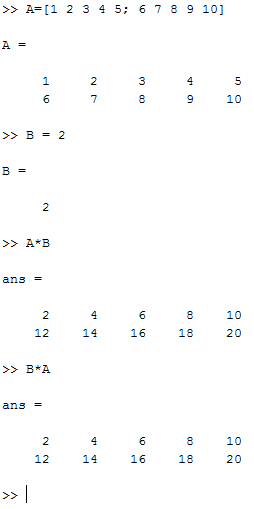 >> A=[1 2 3 4 5; 6 7 8 9 10]
A =
1 2 3 4 5
6 7 8 9 10
>> B = 2
B =
2
>> A*B
ans =
2 4 6 8 10
12 14 16 18 20
>> B*A
ans =
2 4 6 8 10
12 14 16 18 20
>>